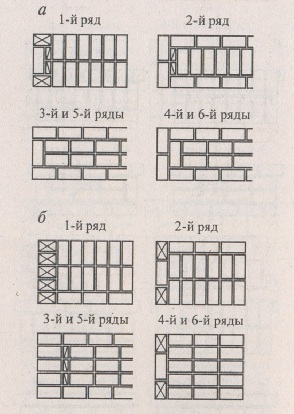 а
1-й ряд 2-й ряд
3-й и 5-й ряды 4-й и 6-й ряды
б
1-й ряд 2-й ряд
3-й и 5-й ряды 4-й и 6-й ряды